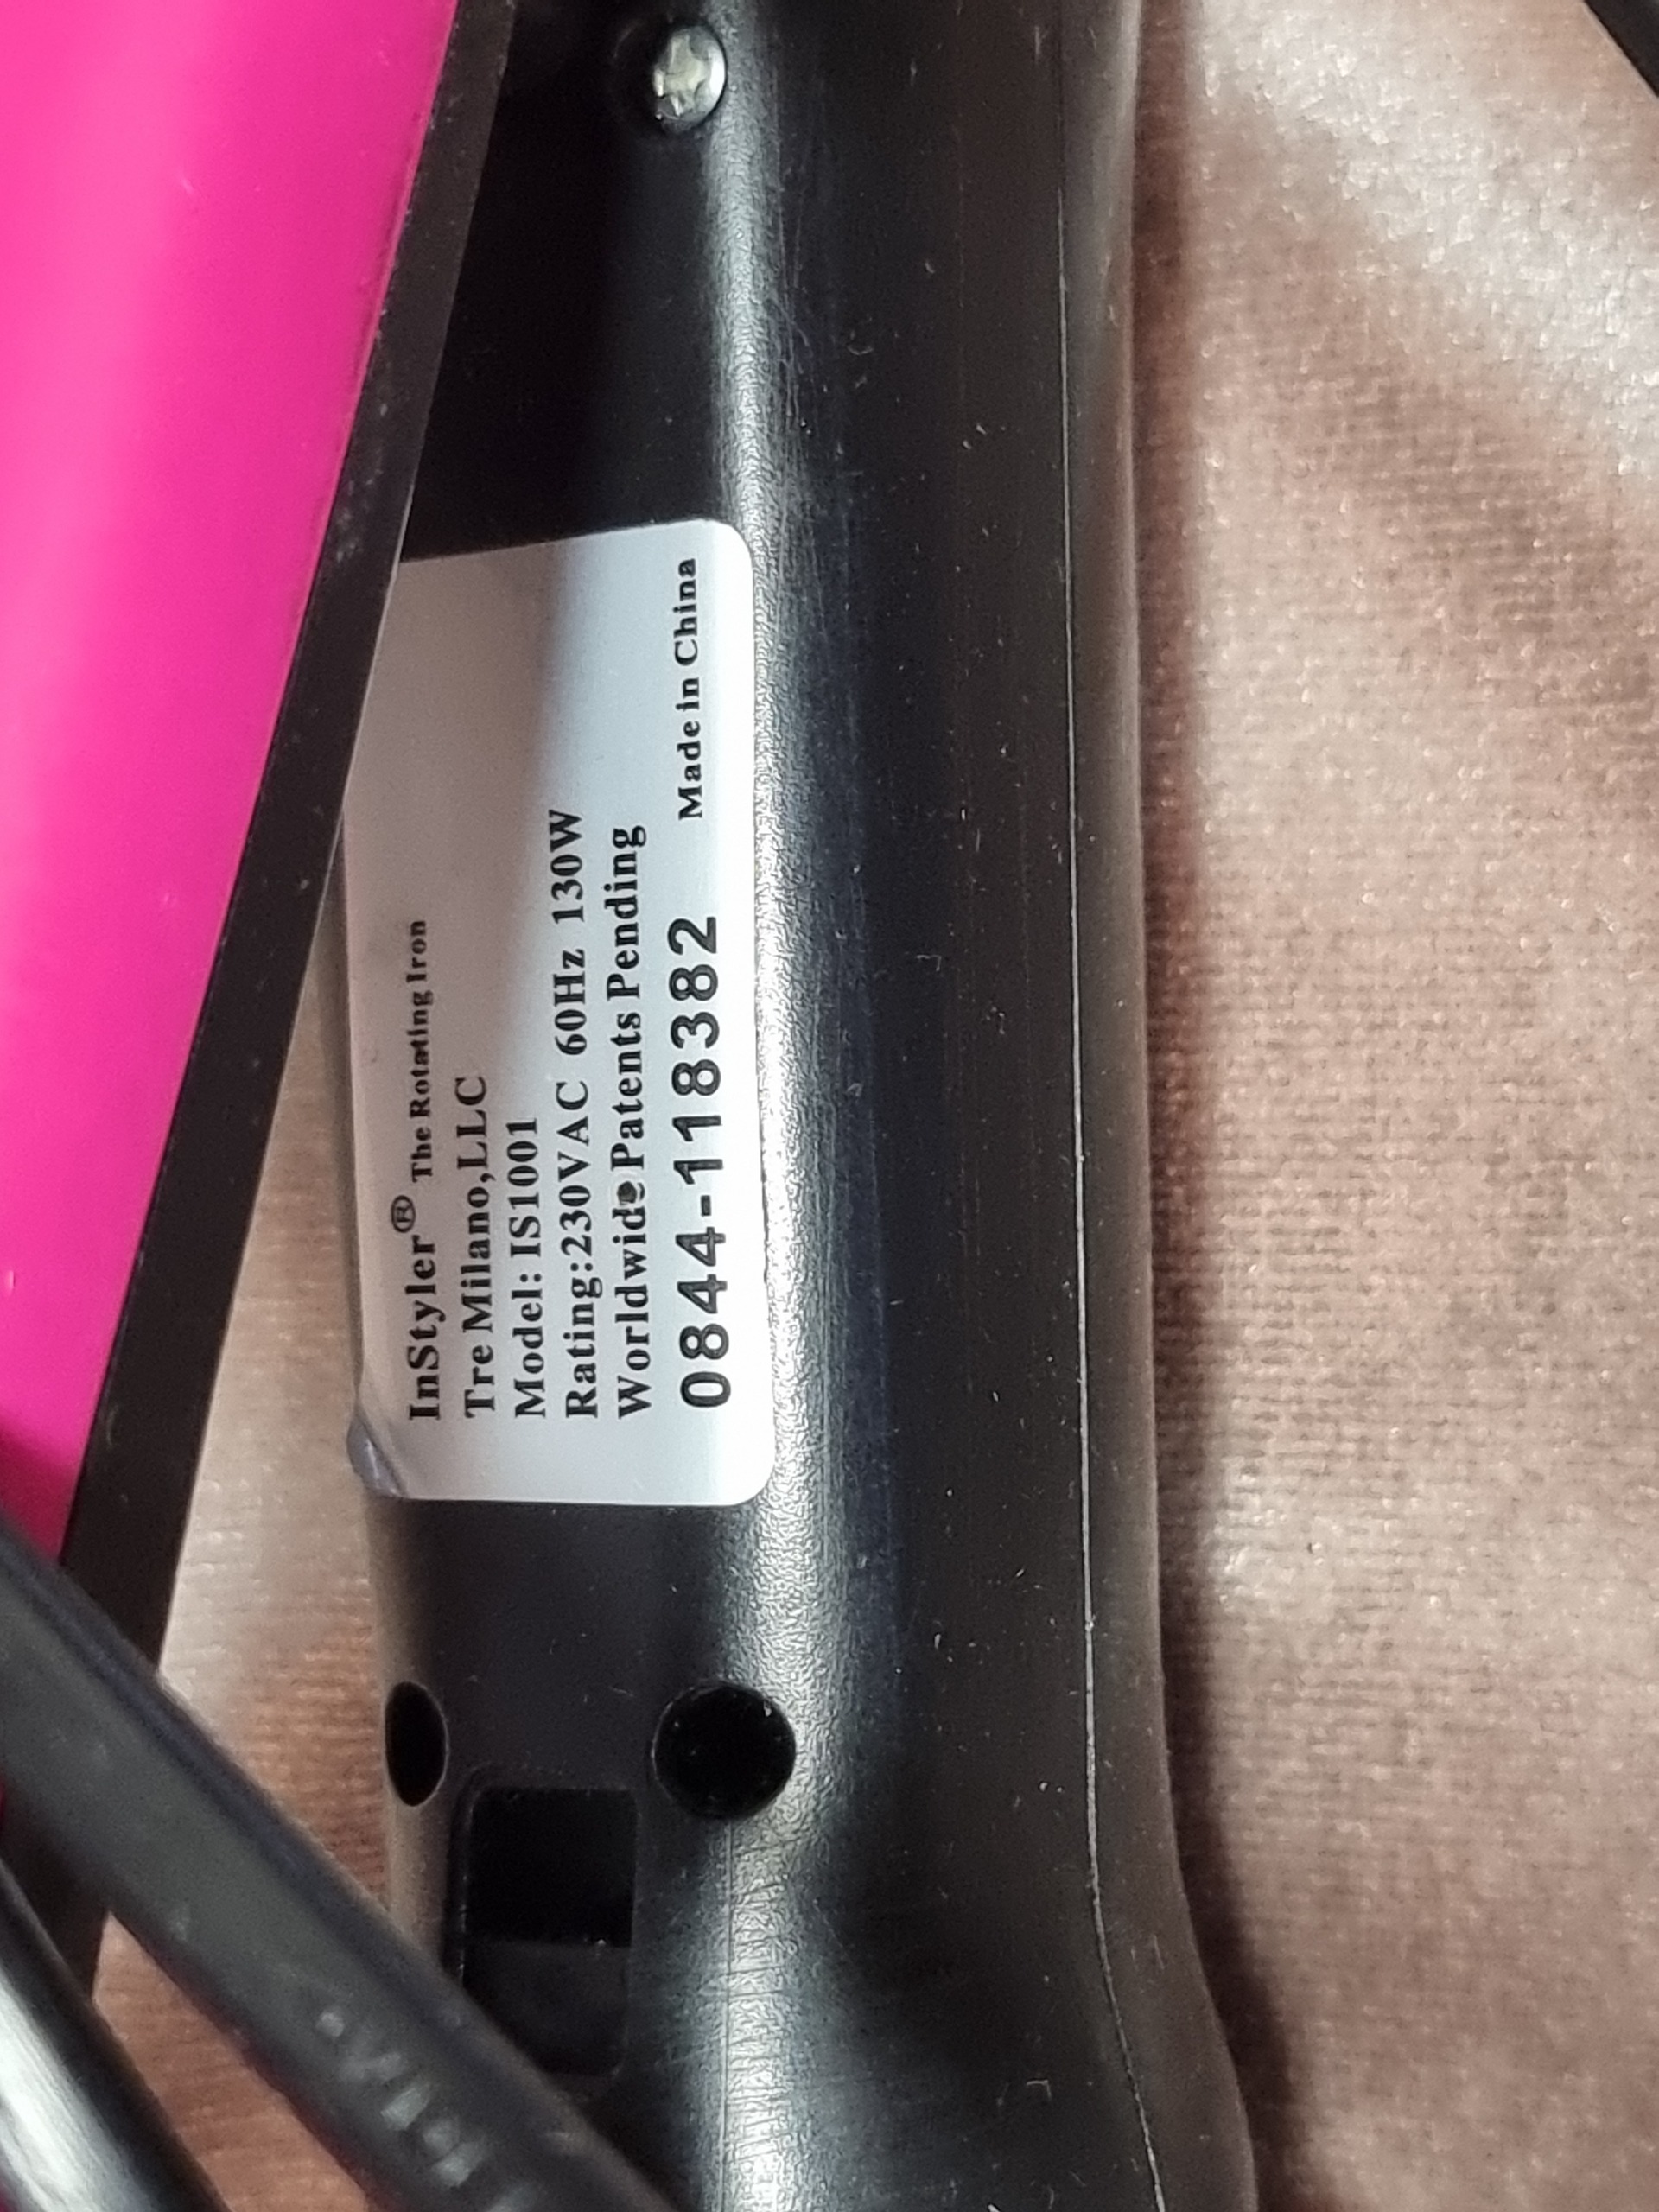 InStyler® The Rotating Iron
Tre Milano,LLC
Model: IS1001
Rating:230VAC 60Hz 130W
Worldwide Patents Pending
0844-118382 Made in China